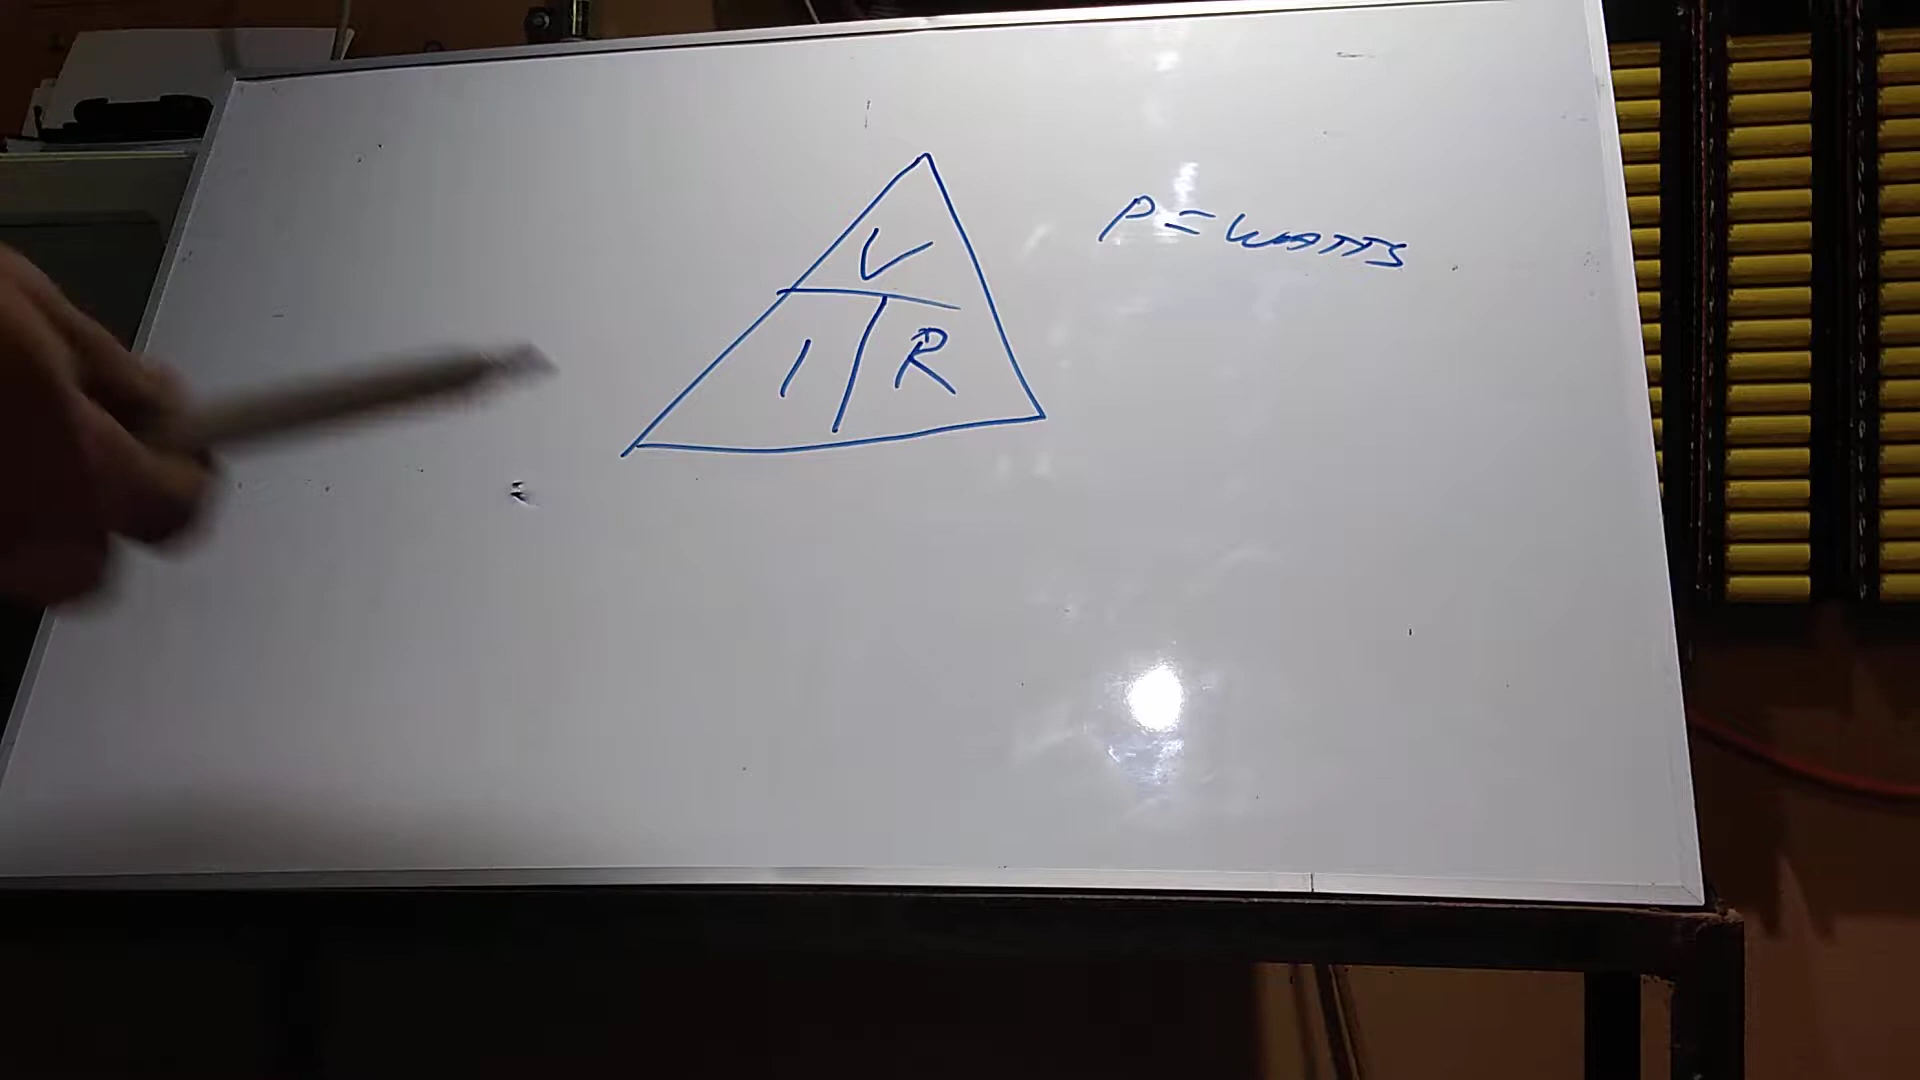 V
I R
P = WATTS